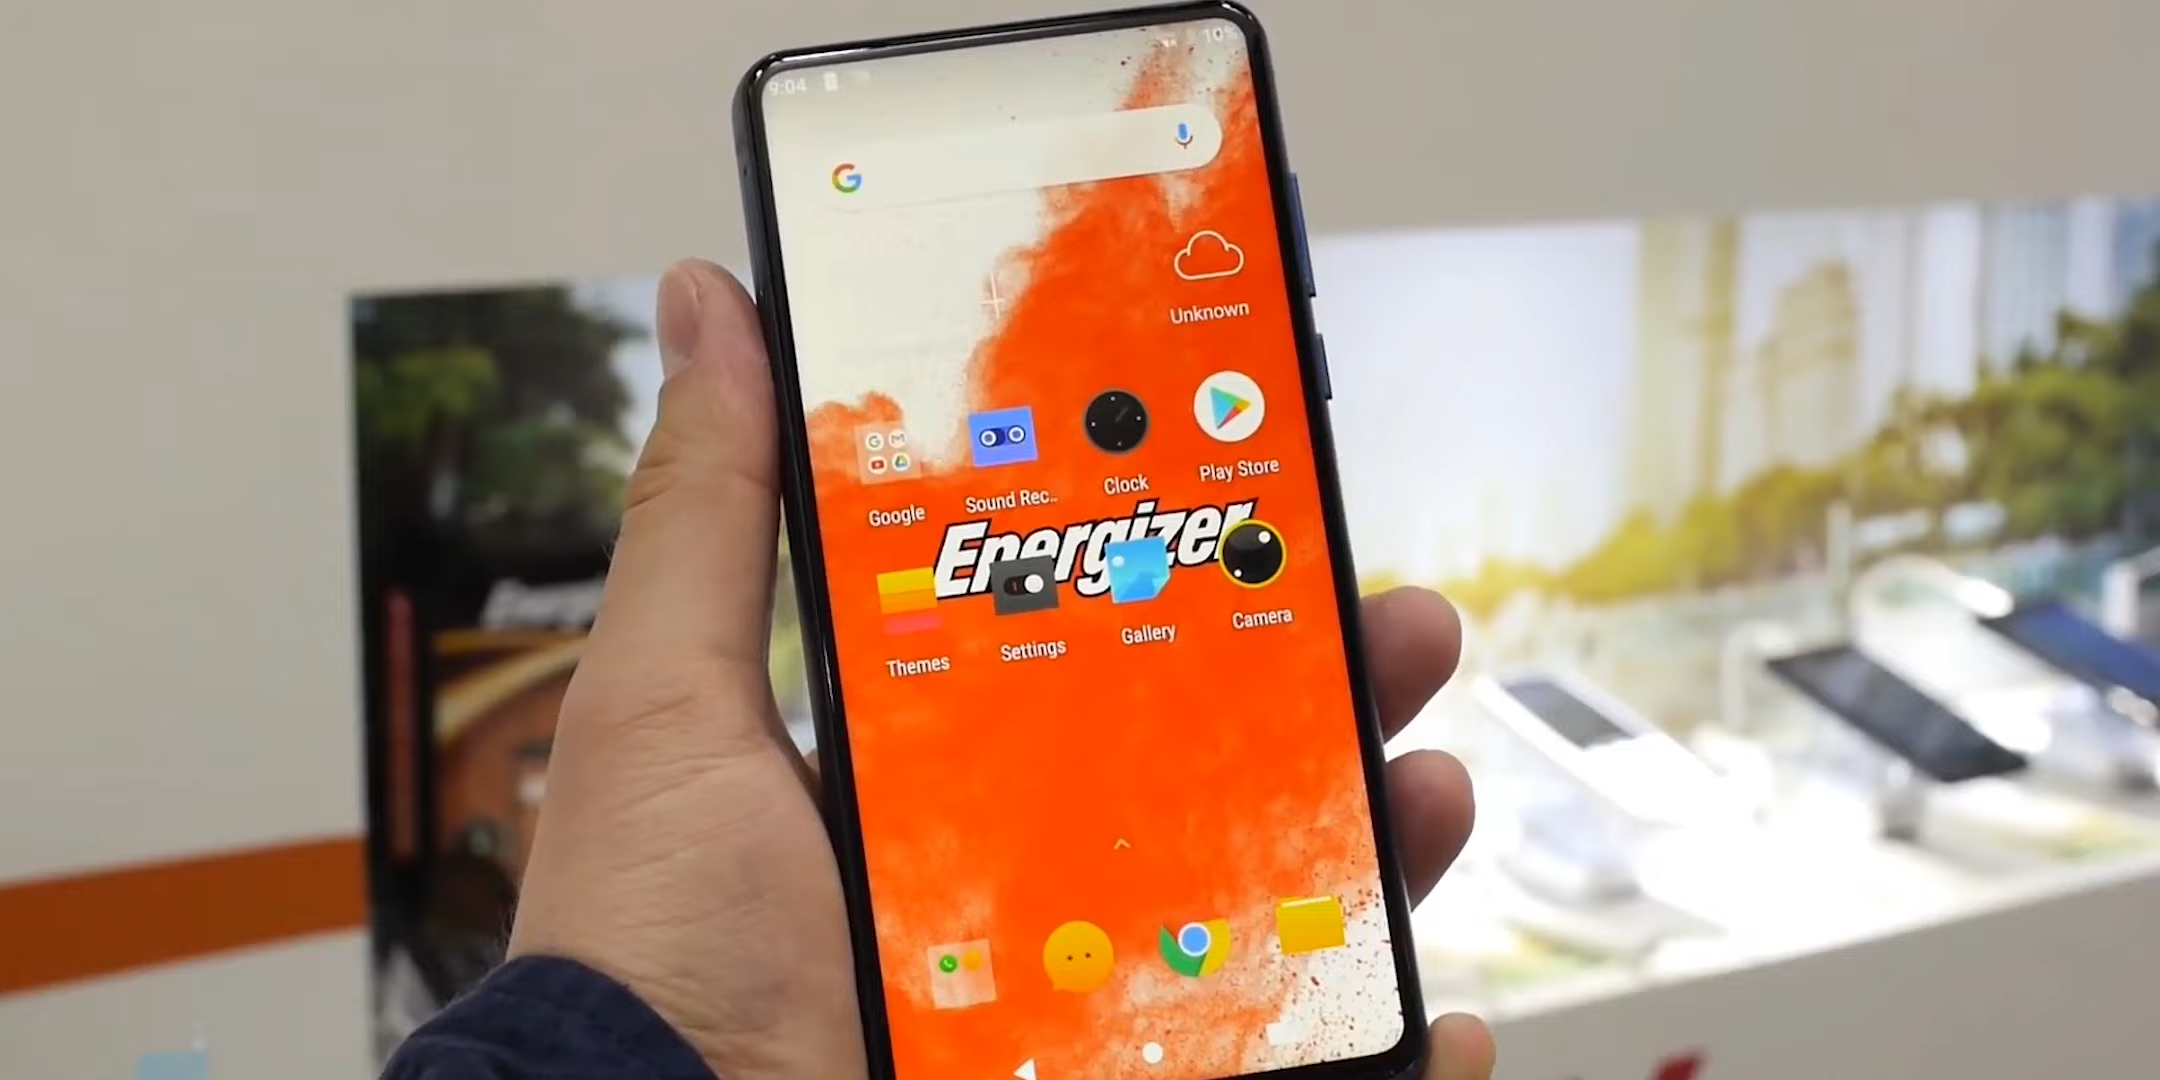 9:04
10%
Unknown
Google
Sound Rec..
Clock
Play Store
Energizer
Themes
Settings
Gallery
Camera